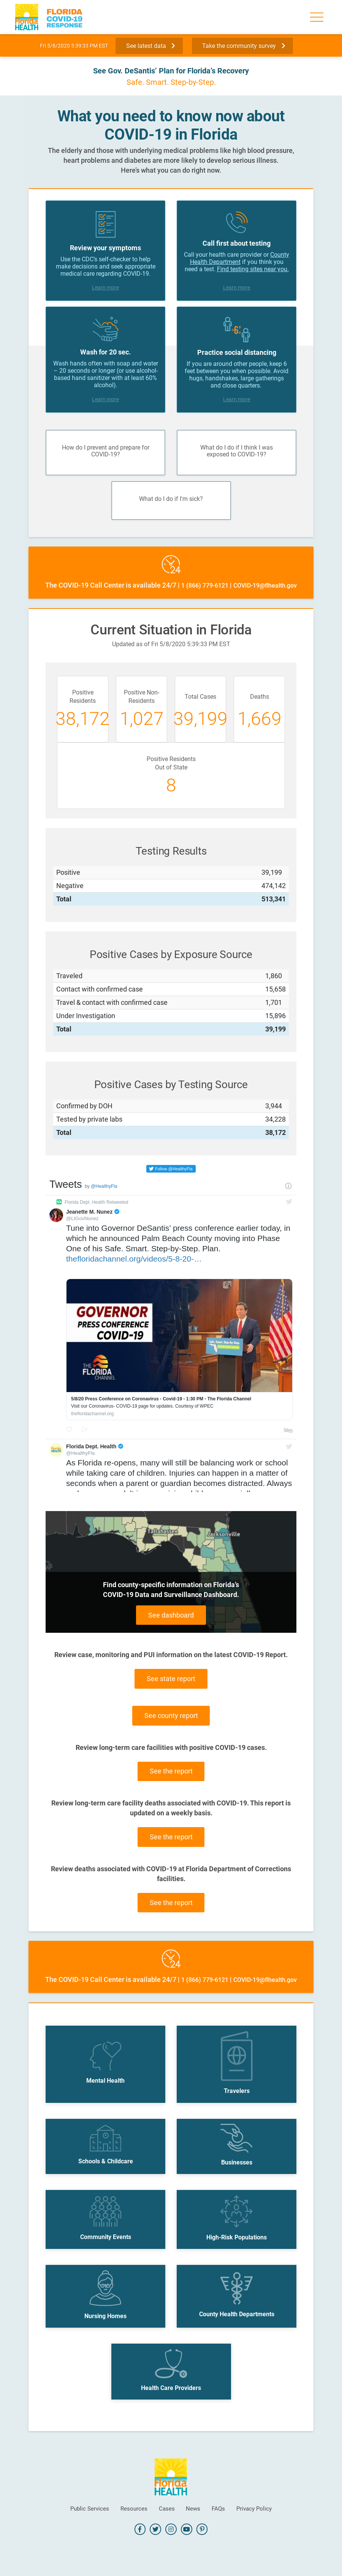 Florida
HEALTH
FLORIDA
COVID-19
RESPONSE
Fri 5/8/2020 5:39:33 PM EST
See latest data
Take the community survey
See Gov. DeSantis’ Plan for Florida’s Recovery
Safe. Smart. Step-by-Step.
What you need to know now about
COVID-19 in Florida
The elderly and those with underlying medical problems like high blood pressure,
heart problems and diabetes are more likely to develop serious illness.
Here’s what you can do right now.
Review your symptoms
Use the CDC’s self-checker to help
make decisions and seek appropriate
medical care regarding COVID-19.
Learn more
Call first about testing
Call your health care provider or County
Health Department if you think you
need a test. Find testing sites near you.
Learn more
Wash for 20 sec.
Wash hands often with soap and water
– 20 seconds or longer (or use alcohol-
based hand sanitizer with at least 60%
alcohol).
Learn more
6'
Practice social distancing
If you are around other people, keep 6
feet between you when possible. Avoid
hugs, handshakes, large gatherings
and close quarters.
Learn more
How do I prevent and prepare for
COVID-19?
What do I do if I think I was
exposed to COVID-19?
What do I do if I'm sick?
24
The COVID-19 Call Center is available 24/7 | 1 (866) 779-6121 | COVID-19@flhealth.gov
Current Situation in Florida
Updated as of Fri 5/8/2020 5:39:33 PM EST
Positive
Residents
38,172
Positive Non-
Residents
1,027
Total Cases
39,199
Deaths
1,669
Positive Residents
Out of State
8
Testing Results
Positive 39,199
Negative 474,142
Total 513,341
Positive Cases by Exposure Source
Traveled 1,860
Contact with confirmed case 15,658
Travel & contact with confirmed case 1,701
Under Investigation 15,896
Total 39,199
Positive Cases by Testing Source
Confirmed by DOH 3,944
Tested by private labs 34,228
Total 38,172
Follow @HealthyFla
Tweets by @HealthyFla
Florida Dept. Health Retweeted
Jeanette M. Nunez
@LtGovNunez
Tune into Governor DeSantis’ press conference earlier today, in
which he announced Palm Beach County moving into Phase
One of his Safe. Smart. Step-by-Step. Plan.
thefloridachannel.org/videos/5-8-20-…
GOVERNOR
PRESS CONFERENCE
COVID-19
THE FLORIDA
CHANNEL
5/8/20 Press Conference on Coronavirus - Covid-19 - 1:30 PM - The Florida Channel
Visit our Coronavirus- COVID-19 page for updates. Courtesy of WPEC
thefloridachannel.org
Florida Dept. Health
@HealthyFla
As Florida re-opens, many will still be balancing work or school
while taking care of children. Injuries can happen in a matter of
seconds when a parent or guardian becomes distracted. Always
Tallahassee
Jacksonville
Find county-specific information on Florida’s
COVID-19 Data and Surveillance Dashboard.
See dashboard
Review case, monitoring and PUI information on the latest COVID-19 Report.
See state report
See county report
Review long-term care facilities with positive COVID-19 cases.
See the report
Review long-term care facility deaths associated with COVID-19. This report is
updated on a weekly basis.
See the report
Review deaths associated with COVID-19 at Florida Department of Corrections
facilities.
See the report
24
The COVID-19 Call Center is available 24/7 | 1 (866) 779-6121 | COVID-19@flhealth.gov
Mental Health
Travelers
Schools & Childcare
Businesses
Community Events
High-Risk Populations
Nursing Homes
County Health Departments
Health Care Providers
Florida
HEALTH
Public Services Resources Cases News FAQs Privacy Policy